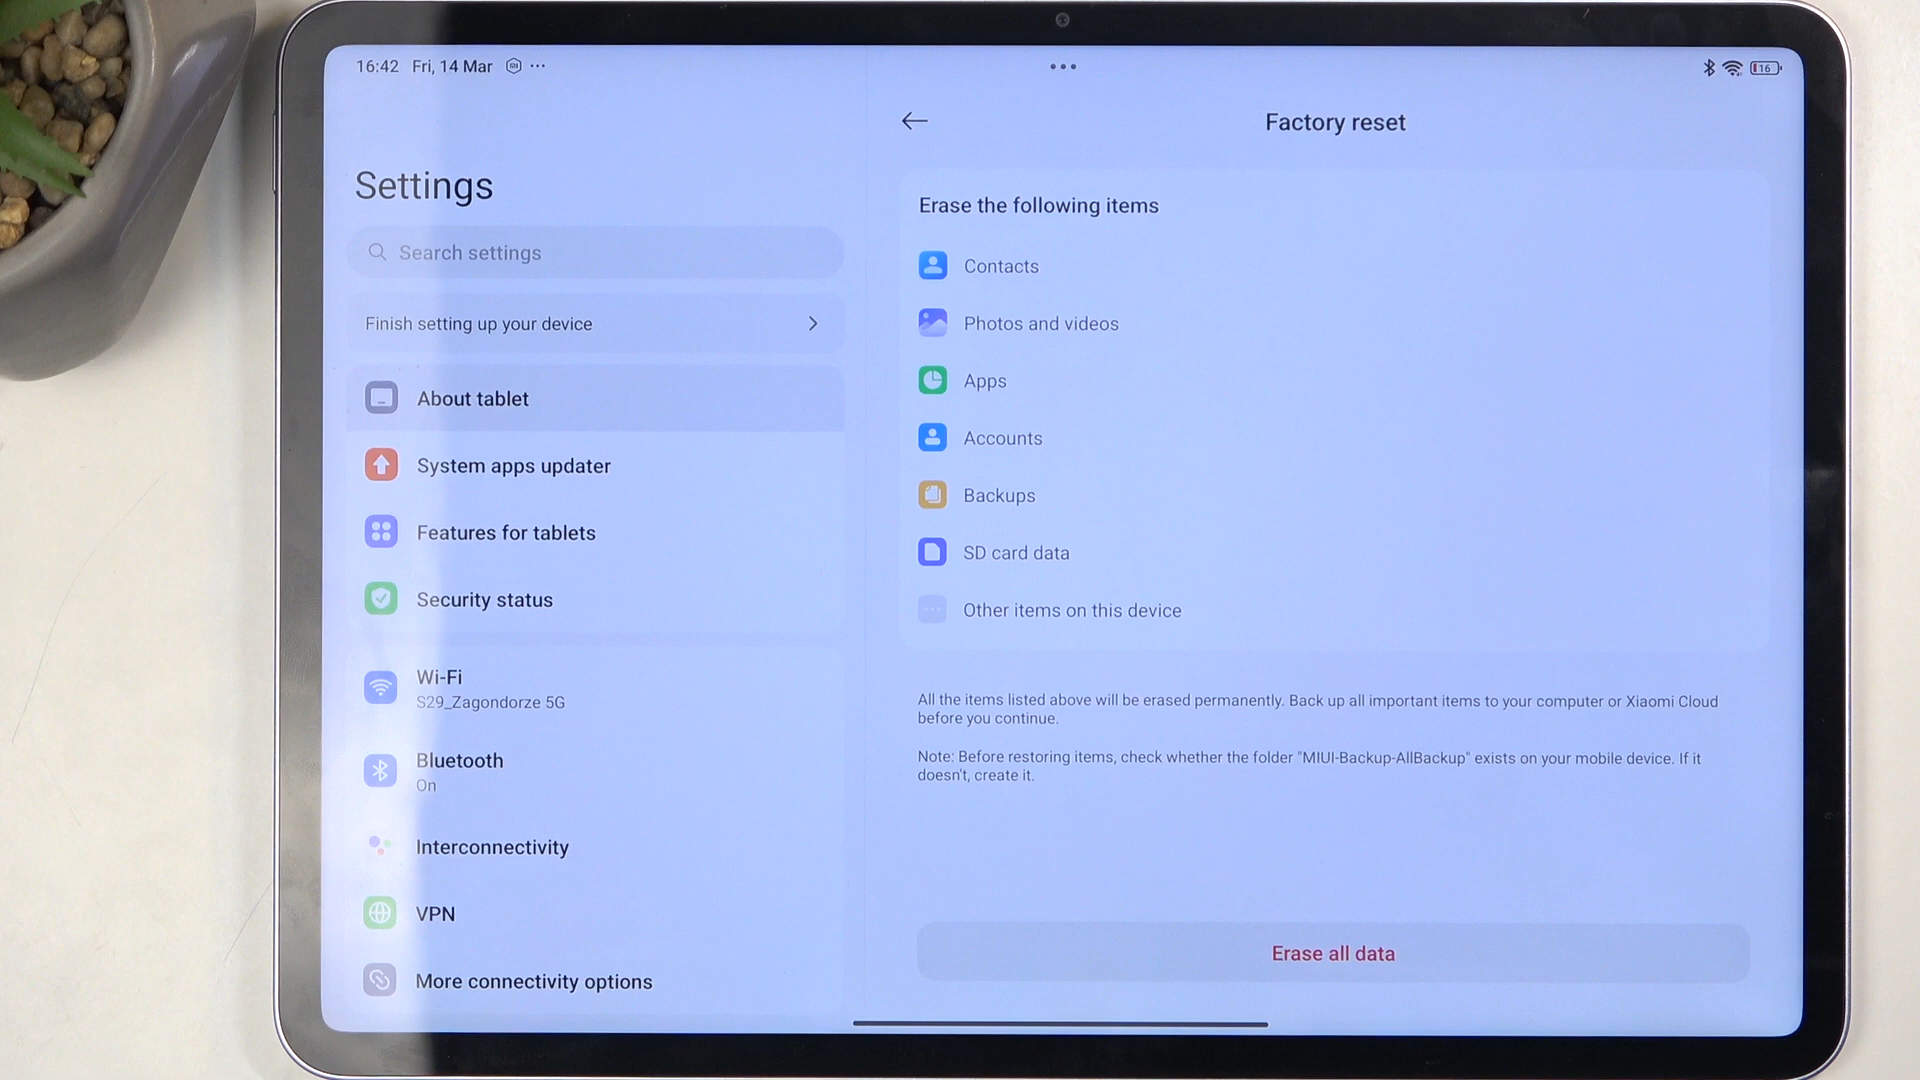 16:42 Fri, 14 Mar
16
Settings
Search settings
Finish setting up your device
About tablet
System apps updater
Features for tablets
Security status
Wi-Fi
S29_Zagondorze 5G
Bluetooth
On
Interconnectivity
VPN
More connectivity options
Factory reset
Erase the following items
Contacts
Photos and videos
Apps
Accounts
Backups
SD card data
Other items on this device
All the items listed above will be erased permanently. Back up all important items to your computer or Xiaomi Cloud
before you continue.
Note: Before restoring items, check whether the folder "MIUI-Backup-AllBackup" exists on your mobile device. If it
doesn't, create it.
Erase all data